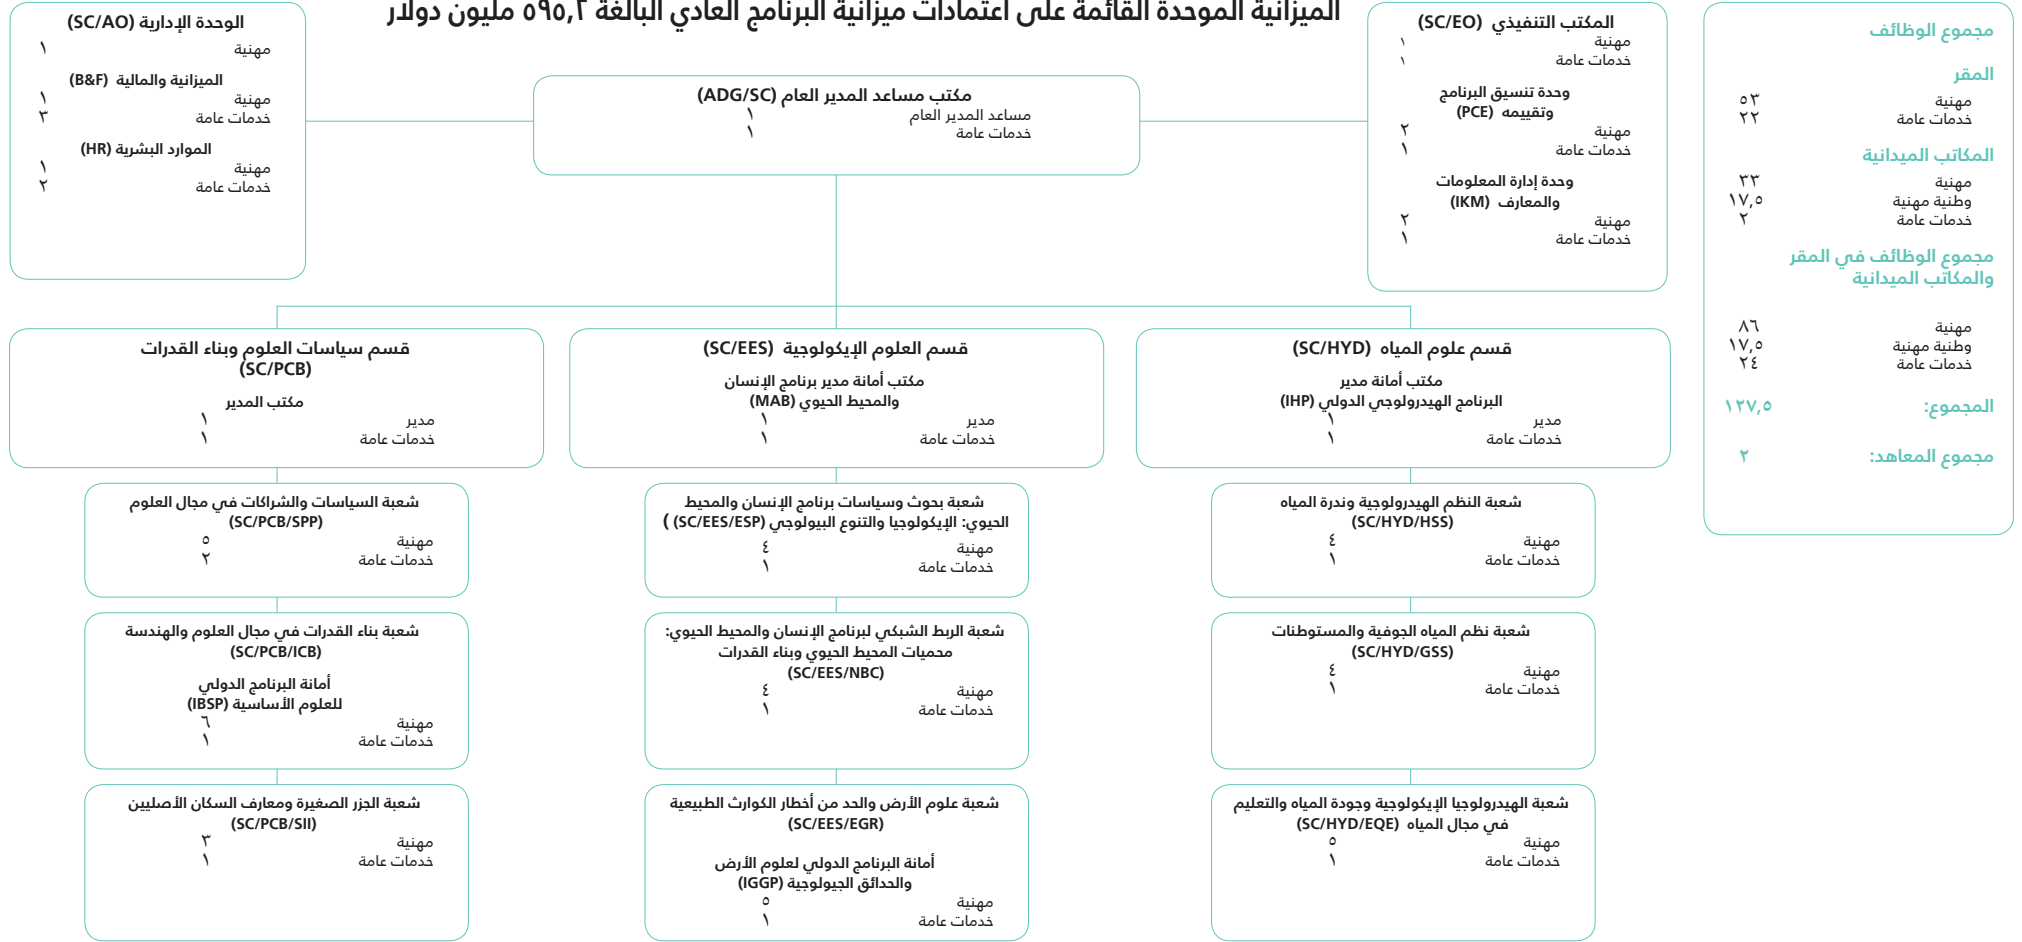 الميزانية الموحدة القائمة على اعتمادات ميزانية البرنامج العادي البالغة ٥٩٥,٢ مليون دولار
مجموع الوظائف
المقر
مهنية ٥٣
خدمات عامة ٢٢
المكاتب الميدانية
مهنية ٣٣
وطنية مهنية ١٧,٥
خدمات عامة ٢
مجموع الوظائف في المقر
والمكاتب الميدانية
مهنية ٨٦
وطنية مهنية ١٧,٥
خدمات عامة ٢٤
المجموع: ١٢٧,٥
مجموع المعاهد: ٢
المكتب التنفيذي (SC/EO)
مهنية ١
خدمات عامة ١
وحدة تنسيق البرنامج
وتقييمه (PCE)
مهنية ٢
خدمات عامة ١
وحدة إدارة المعلومات
والمعارف (IKM)
مهنية ٢
خدمات عامة ١
مكتب مساعد المدير العام (ADG/SC)
مساعد المدير العام ١
خدمات عامة ١
الوحدة الإدارية (SC/AO)
مهنية ١
الميزانية والمالية (B&F)
مهنية ١
خدمات عامة ٣
الموارد البشرية (HR)
مهنية ١
خدمات عامة ٢
قسم علوم المياه (SC/HYD)
مكتب أمانة مدير
البرنامج الهيدرولوجي الدولي (IHP)
مدير ١
خدمات عامة ١
شعبة النظم الهيدرولوجية وندرة المياه
(SC/HYD/HSS)
مهنية ٤
خدمات عامة ١
شعبة نظم المياه الجوفية والمستوطنات
(SC/HYD/GSS)
مهنية ٤
خدمات عامة ١
شعبة الهيدرولوجيا الإيكولوجية وجودة المياه والتعليم
في مجال المياه (SC/HYD/EQE)
مهنية ٥
خدمات عامة ١
قسم العلوم الإيكولوجية (SC/EES)
مكتب أمانة مدير برنامج الإنسان
والمحيط الحيوي (MAB)
مدير ١
خدمات عامة ١
شعبة بحوث وسياسات برنامج الإنسان والمحيط
الحيوي: الإيكولوجيا والتنوع البيولوجي (SC/EES/ESP) )
مهنية ٤
خدمات عامة ١
شعبة الربط الشبكي لبرنامج الإنسان والمحيط الحيوي:
محميات المحيط الحيوي وبناء القدرات
(SC/EES/NBC)
مهنية ٤
خدمات عامة ١
شعبة علوم الأرض والحد من أخطار الكوارث الطبيعية
(SC/EES/EGR)
أمانة البرنامج الدولي لعلوم الأرض
والحدائق الجيولوجية (IGGP)
مهنية ٥
خدمات عامة ١
قسم سياسات العلوم وبناء القدرات
(SC/PCB)
مكتب المدير
مدير ١
خدمات عامة ١
شعبة السياسات والشراكات في مجال العلوم
(SC/PCB/SPP)
مهنية ٥
خدمات عامة ٢
شعبة بناء القدرات في مجال العلوم والهندسة
(SC/PCB/ICB)
أمانة البرنامج الدولي
للعلوم الأساسية (IBSP)
مهنية ٦
خدمات عامة ١
شعبة الجزر الصغيرة ومعارف السكان الأصليين
(SC/PCB/SII)
مهنية ٣
خدمات عامة ١